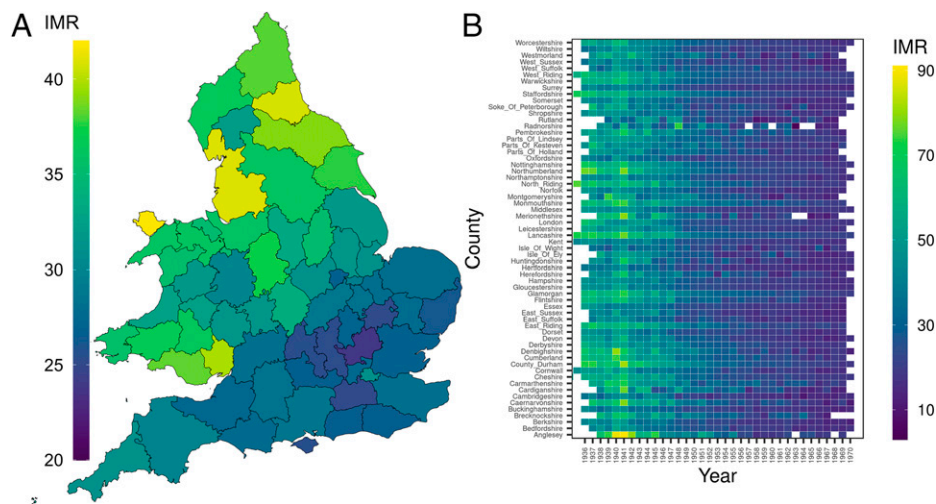 A
IMR
40
35
30
25
20
B
County
Worcestershire
Wiltshire
Westmorland
West_Sussex
West_Suffolk
West_Riding
Warwickshire
Surrey
Staffordshire
Somerset
Soke_Of_Peterborough
Shropshire
Rutland
Radnorshire
Pembrokeshire
Parts_Of_Lindsey
Parts_Of_Kesteven
Parts_Of_Holland
Oxfordshire
Nottinghamshire
Northumberland
Northamptonshire
North_Riding
Norfolk
Montgomeryshire
Monmouthshire
Middlesex
Merionethshire
London
Leicestershire
Lancashire
Kent
Isle_Of_Wight
Isle_Of_Ely
Huntingdonshire
Hertfordshire
Herefordshire
Hampshire
Gloucestershire
Glamorgan
Flintshire
Essex
East_Sussex
East_Suffolk
East_Riding
Dorset
Devon
Derbyshire
Denbighshire
Cumberland
County_Durham
Cornwall
Cheshire
Carmarthenshire
Cardiganshire
Cambridgeshire
Caernarvonshire
Buckinghamshire
Brecknockshire
Berkshire
Bedfordshire
Anglesey
1936
1937
1938
1939
1940
1941
1942
1943
1944
1945
1946
1947
1948
1949
1950
1951
1952
1953
1954
1955
1956
1957
1958
1959
1960
1961
1962
1963
1964
1965
1966
1967
1968
1969
1970
Year
IMR
90
70
50
30
10